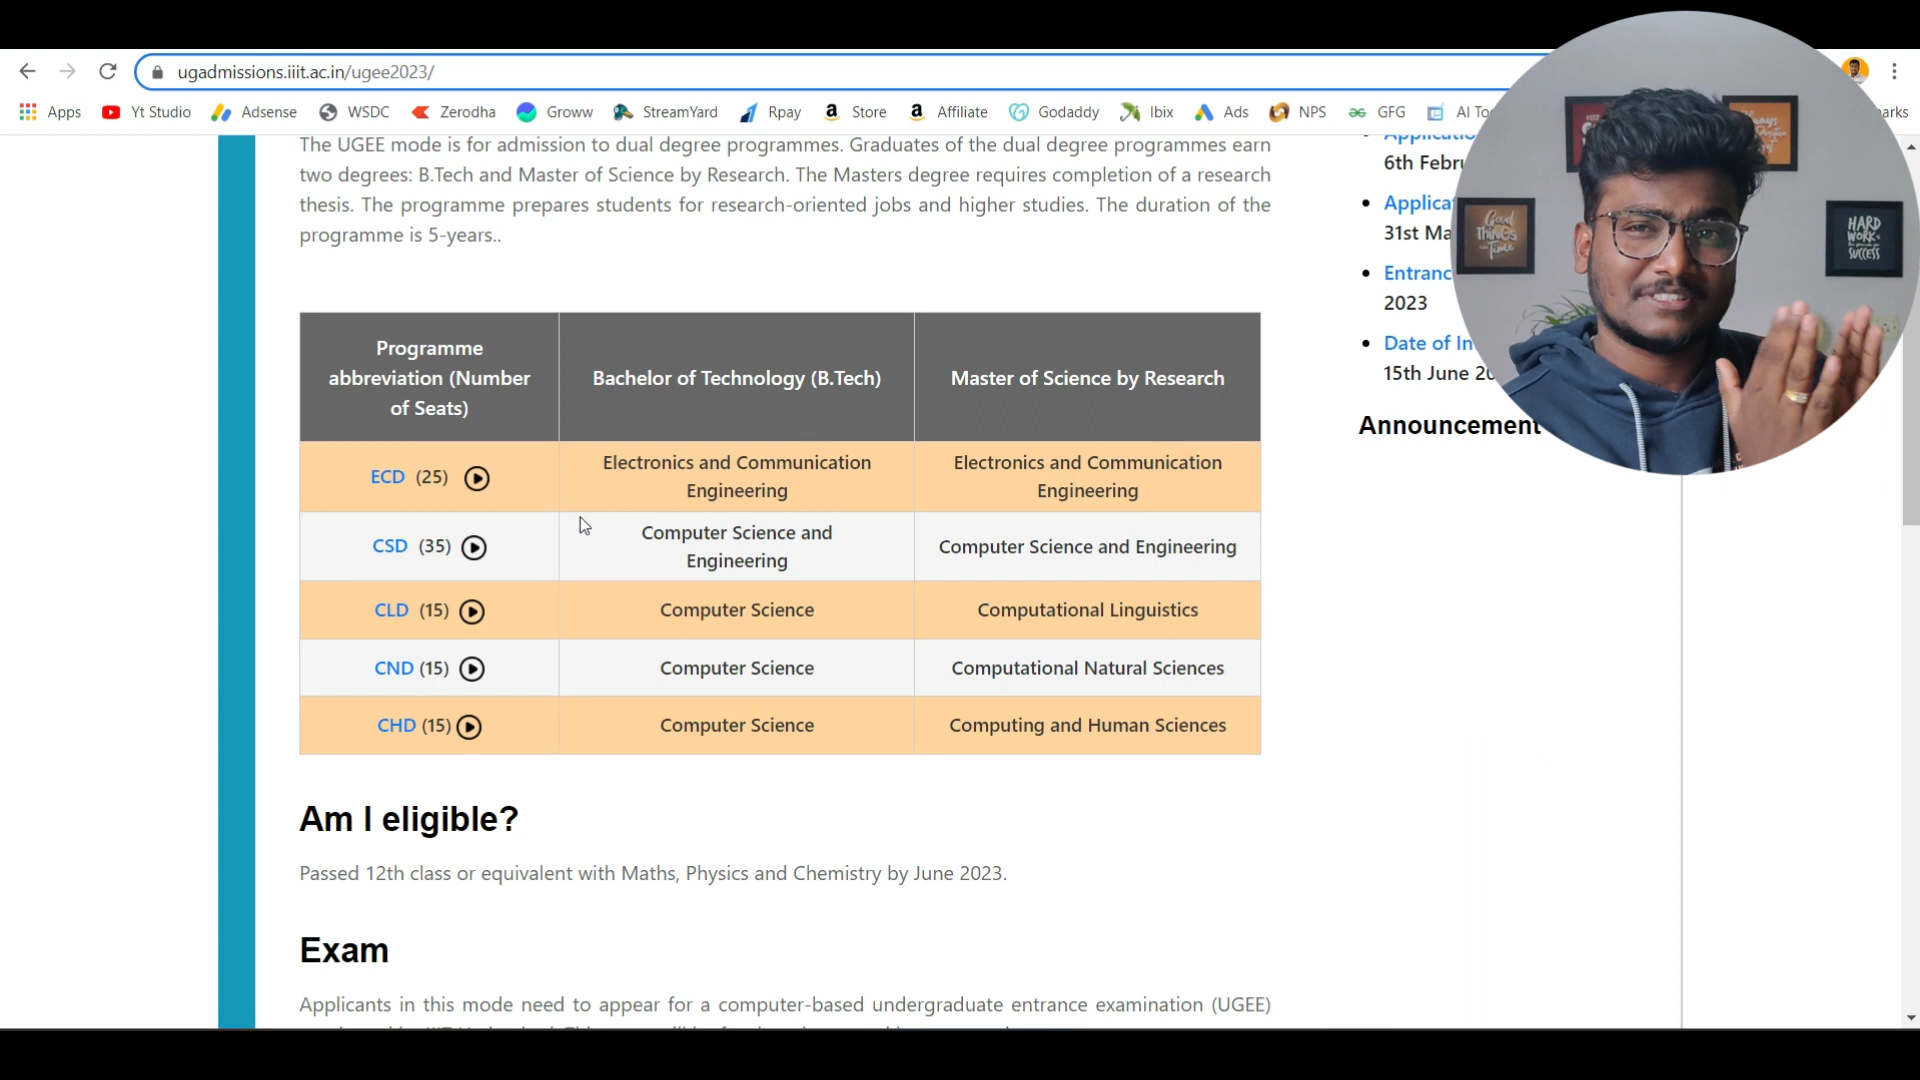 ugadmissions.iiit.ac.in/ugee2023/
Apps Yt Studio Adsense WSDC Zerodha Groww StreamYard Rpay Store Affiliate Godaddy Ibix Ads NPS GFG AI
The UGEE mode is for admission to dual degree programmes. Graduates of the dual degree programmes earn
two degrees: B.Tech and Master of Science by Research. The Masters degree requires completion of a research
thesis. The programme prepares students for research-oriented jobs and higher studies. The duration of the
programme is 5-years..
Programme
abbreviation (Number
of Seats)
Bachelor of Technology (B.Tech)
Master of Science by Research
ECD (25)
Electronics and Communication
Engineering
Electronics and Communication
Engineering
CSD (35)
Computer Science and
Engineering
Computer Science and Engineering
CLD (15)
Computer Science
Computational Linguistics
CND (15)
Computer Science
Computational Natural Sciences
CHD (15)
Computer Science
Computing and Human Sciences
Am I eligible?
Passed 12th class or equivalent with Maths, Physics and Chemistry by June 2023.
Exam
Applicants in this mode need to appear for a computer-based undergraduate entrance examination (UGEE)
6th
31st
2023
Date of
15th June
Announcement
Good
THINGS
Time
HARD
WORK
SUCCESS